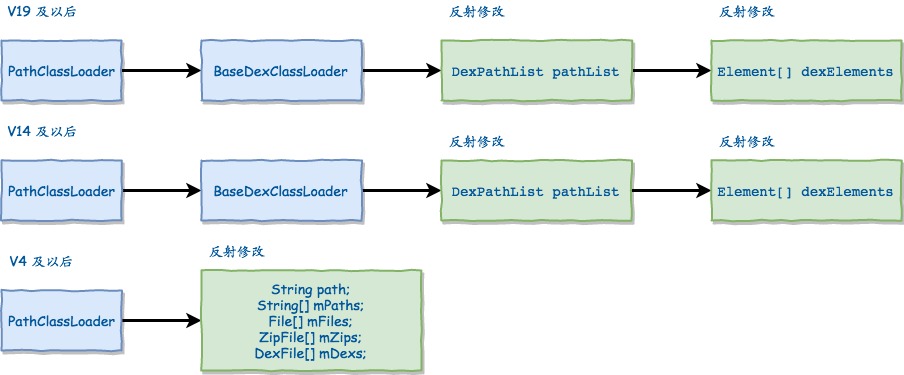 V19 及以后
反射修改
反射修改
PathClassLoader
BaseDexClassLoader
DexPathList pathList
Element[] dexElements
V14 及以后
反射修改
反射修改
PathClassLoader
BaseDexClassLoader
DexPathList pathList
Element[] dexElements
V4 及以后
反射修改
PathClassLoader
String path;
String[] mPaths;
File[] mFiles;
ZipFile[] mZips;
DexFile[] mDexs;